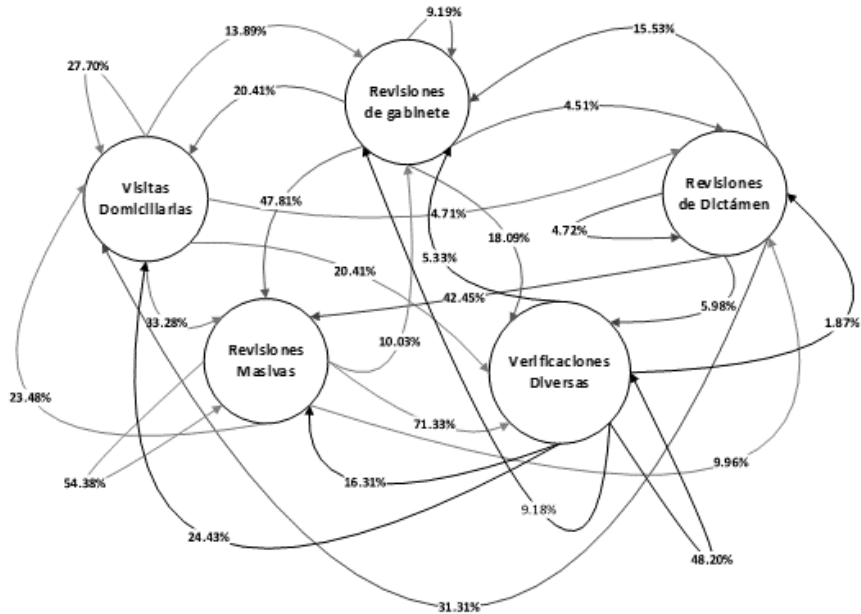 9.19%
13.89%
15.53%
27.70%
20.41%
Revisiones
de gabinete
4.51%
Visitas
Domiciliarias
Revisiones
de Dictámen
47.81%
4.71%
4.72%
18.09%
5.33%
20.41%
42.45%
5.98%
33.28%
1.87%
10.03%
Revisiones
Masivas
Verificaciones
Diversas
23.48%
71.33%
9.96%
54.38%
16.31%
9.18%
24.43%
48.20%
31.31%